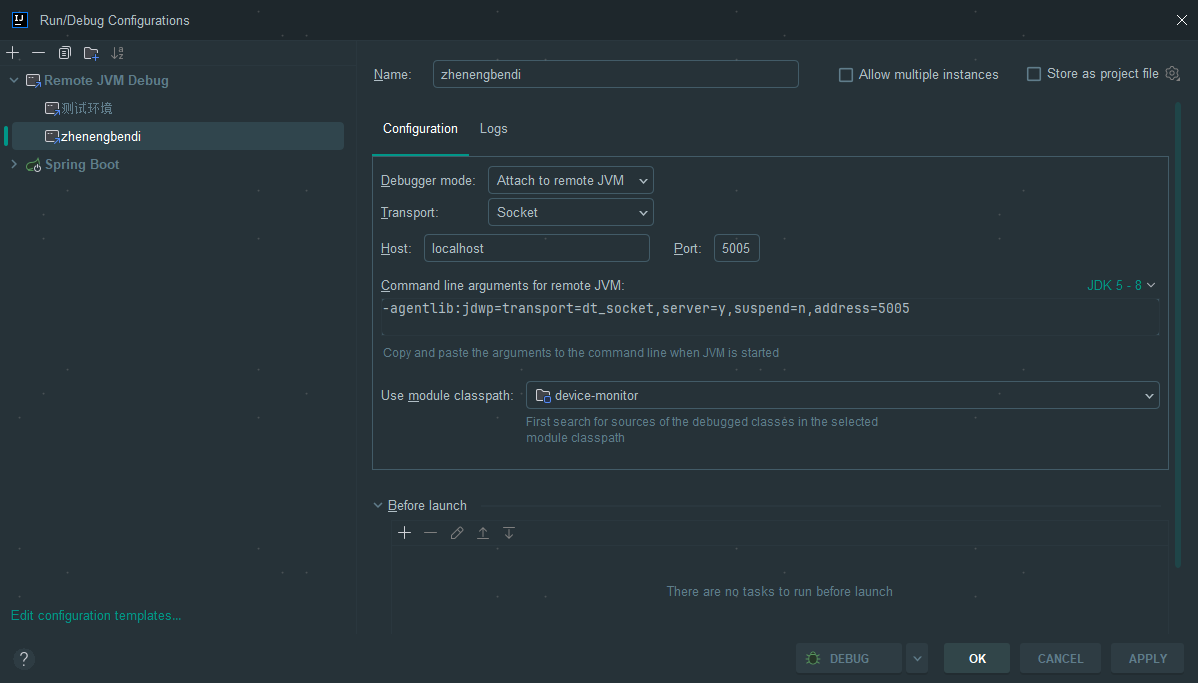 IJ
Run/Debug Configurations
Remote JVM Debug
测试环境
zhenengbendi
Spring Boot
Edit configuration templates...
?
Name: zhenengbendi
Allow multiple instances
Store as project file
Configuration Logs
Debugger mode: Attach to remote JVM
Transport: Socket
Host: localhost Port: 5005
Command line arguments for remote JVM: JDK 5 - 8
-agentlib:jdwp=transport=dt_socket,server=y,suspend=n,address=5005
Copy and paste the arguments to the command line when JVM is started
Use module classpath: device-monitor
First search for sources of the debugged classes in the selected
module classpath
Before launch
There are no tasks to run before launch
DEBUG OK CANCEL APPLY